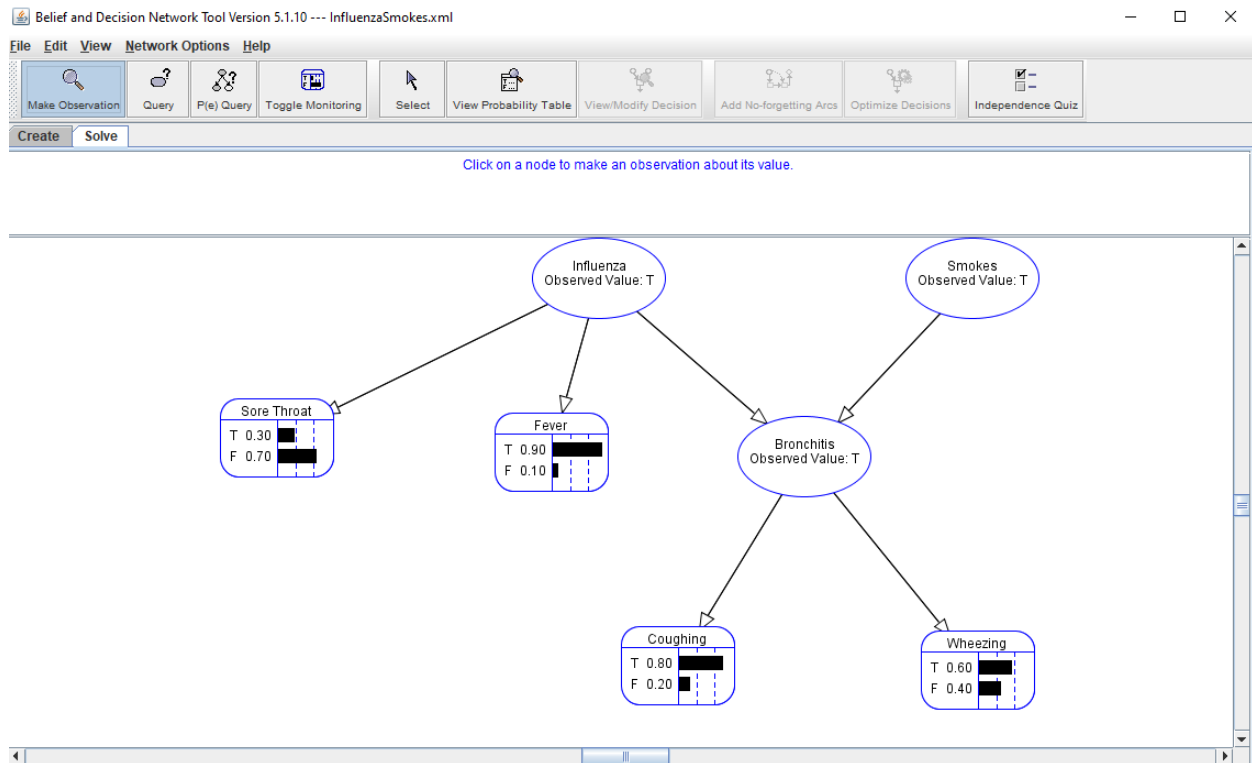 Belief and Decision Network Tool Version 5.1.10 --- InfluenzaSmokes.xml
File Edit View Network Options Help
Make Observation Query P(e) Query Toggle Monitoring Select View Probability Table View/Modify Decision Add No-forgetting Arcs Optimize Decisions Independence Quiz
Create Solve
Click on a node to make an observation about its value.
Influenza
Observed Value: T
Smokes
Observed Value: T
Sore Throat
T 0.30
F 0.70
Fever
T 0.90
F 0.10
Bronchitis
Observed Value: T
Coughing
T 0.80
F 0.20
Wheezing
T 0.60
F 0.40